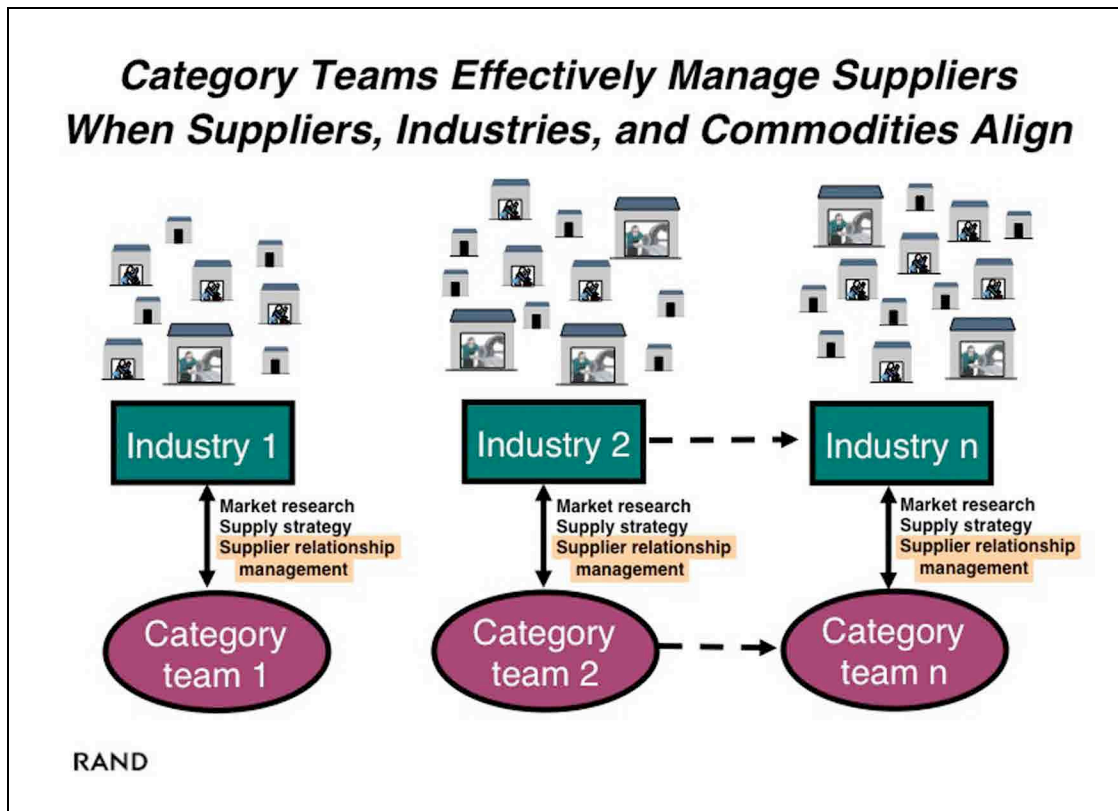 Category Teams Effectively Manage Suppliers
When Suppliers, Industries, and Commodities Align
Industry 1
Industry 2
Industry n
Market research
Supply strategy
Supplier relationship
management
Market research
Supply strategy
Supplier relationship
management
Market research
Supply strategy
Supplier relationship
management
Category
team 1
Category
team 2
Category
team n
RAND